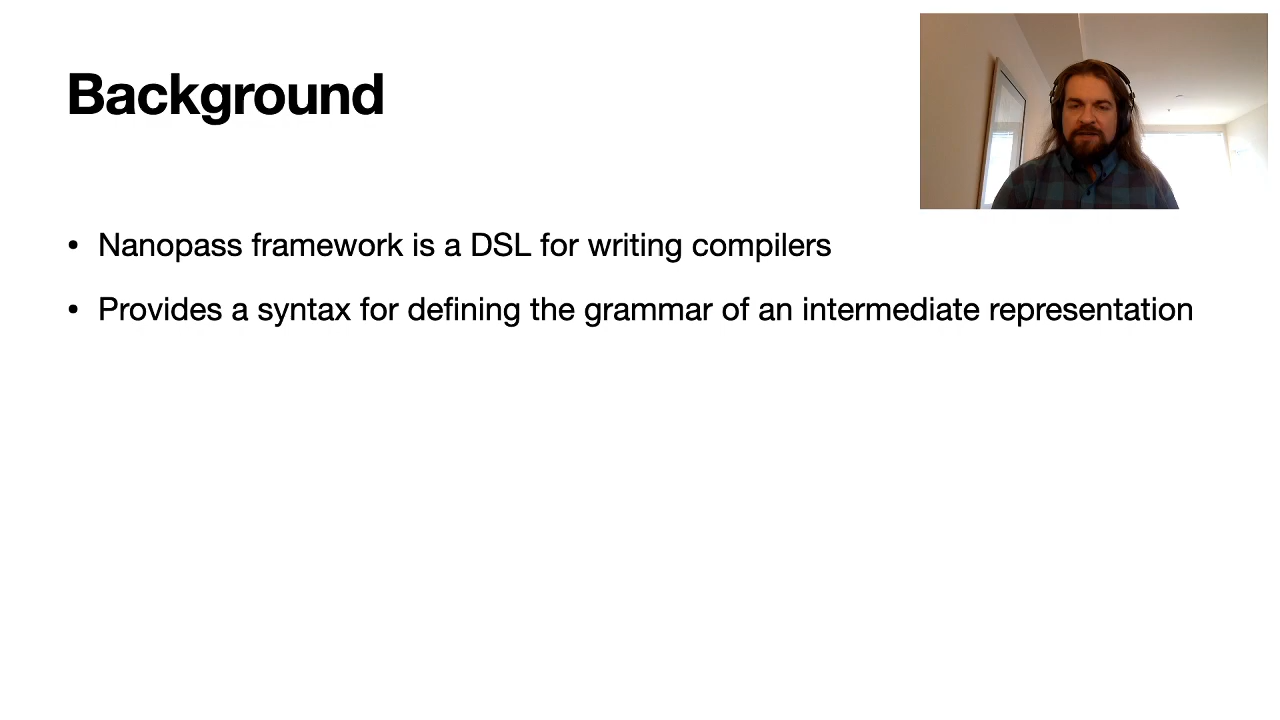 Background
• Nanopass framework is a DSL for writing compilers
• Provides a syntax for defining the grammar of an intermediate representation